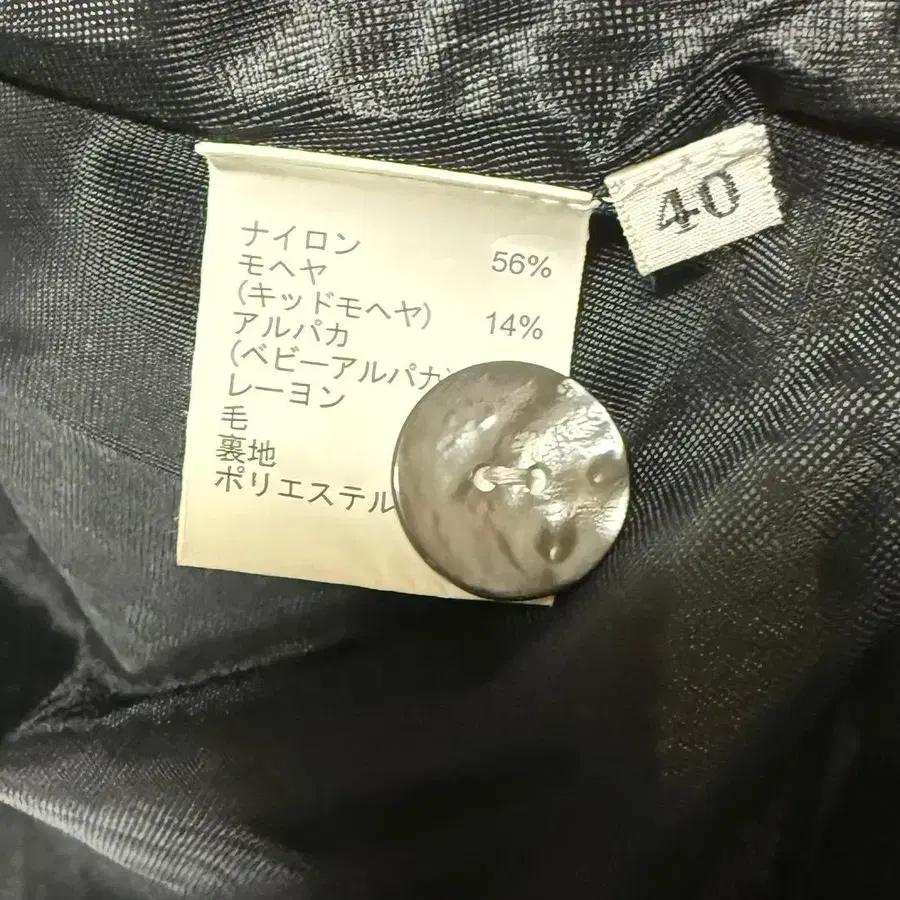 ナイロン 56%
モヘヤ
(キッドモヘヤ) 14%
アルパカ
(ベビーアルパカ
レーヨン
毛
裏地
ポリエステル
40